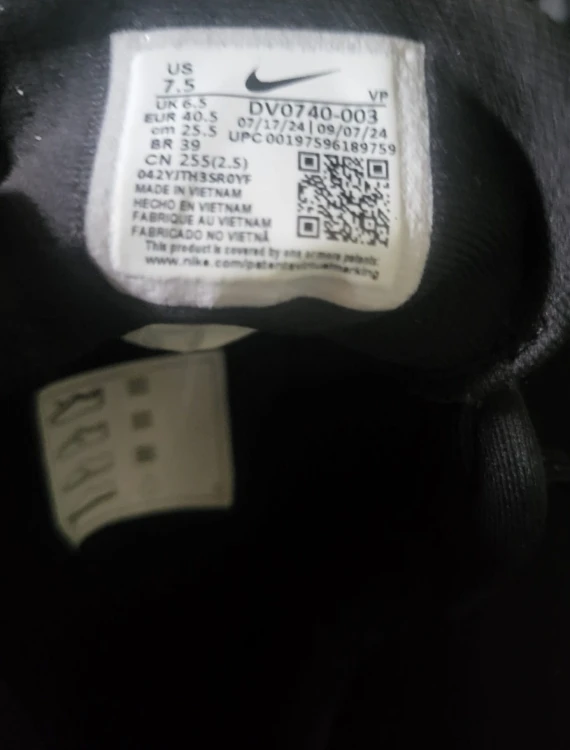 US
7.5
VP
UK 6.5
DV0740-003
EUR 40.5
07/17/24 | 09/07/24
cm 25.5
UPC 00197596189759
BR 39
CN 255(2.5)
042YJTH3SR0YF
MADE IN VIETNAM
HECHO EN VIETNAM
FABRIQUE AU VIETNAM
FABRICADO NO VIETNÃ
This product is covered by one or more patents:
www.nike.com/patentsvirtualmarking